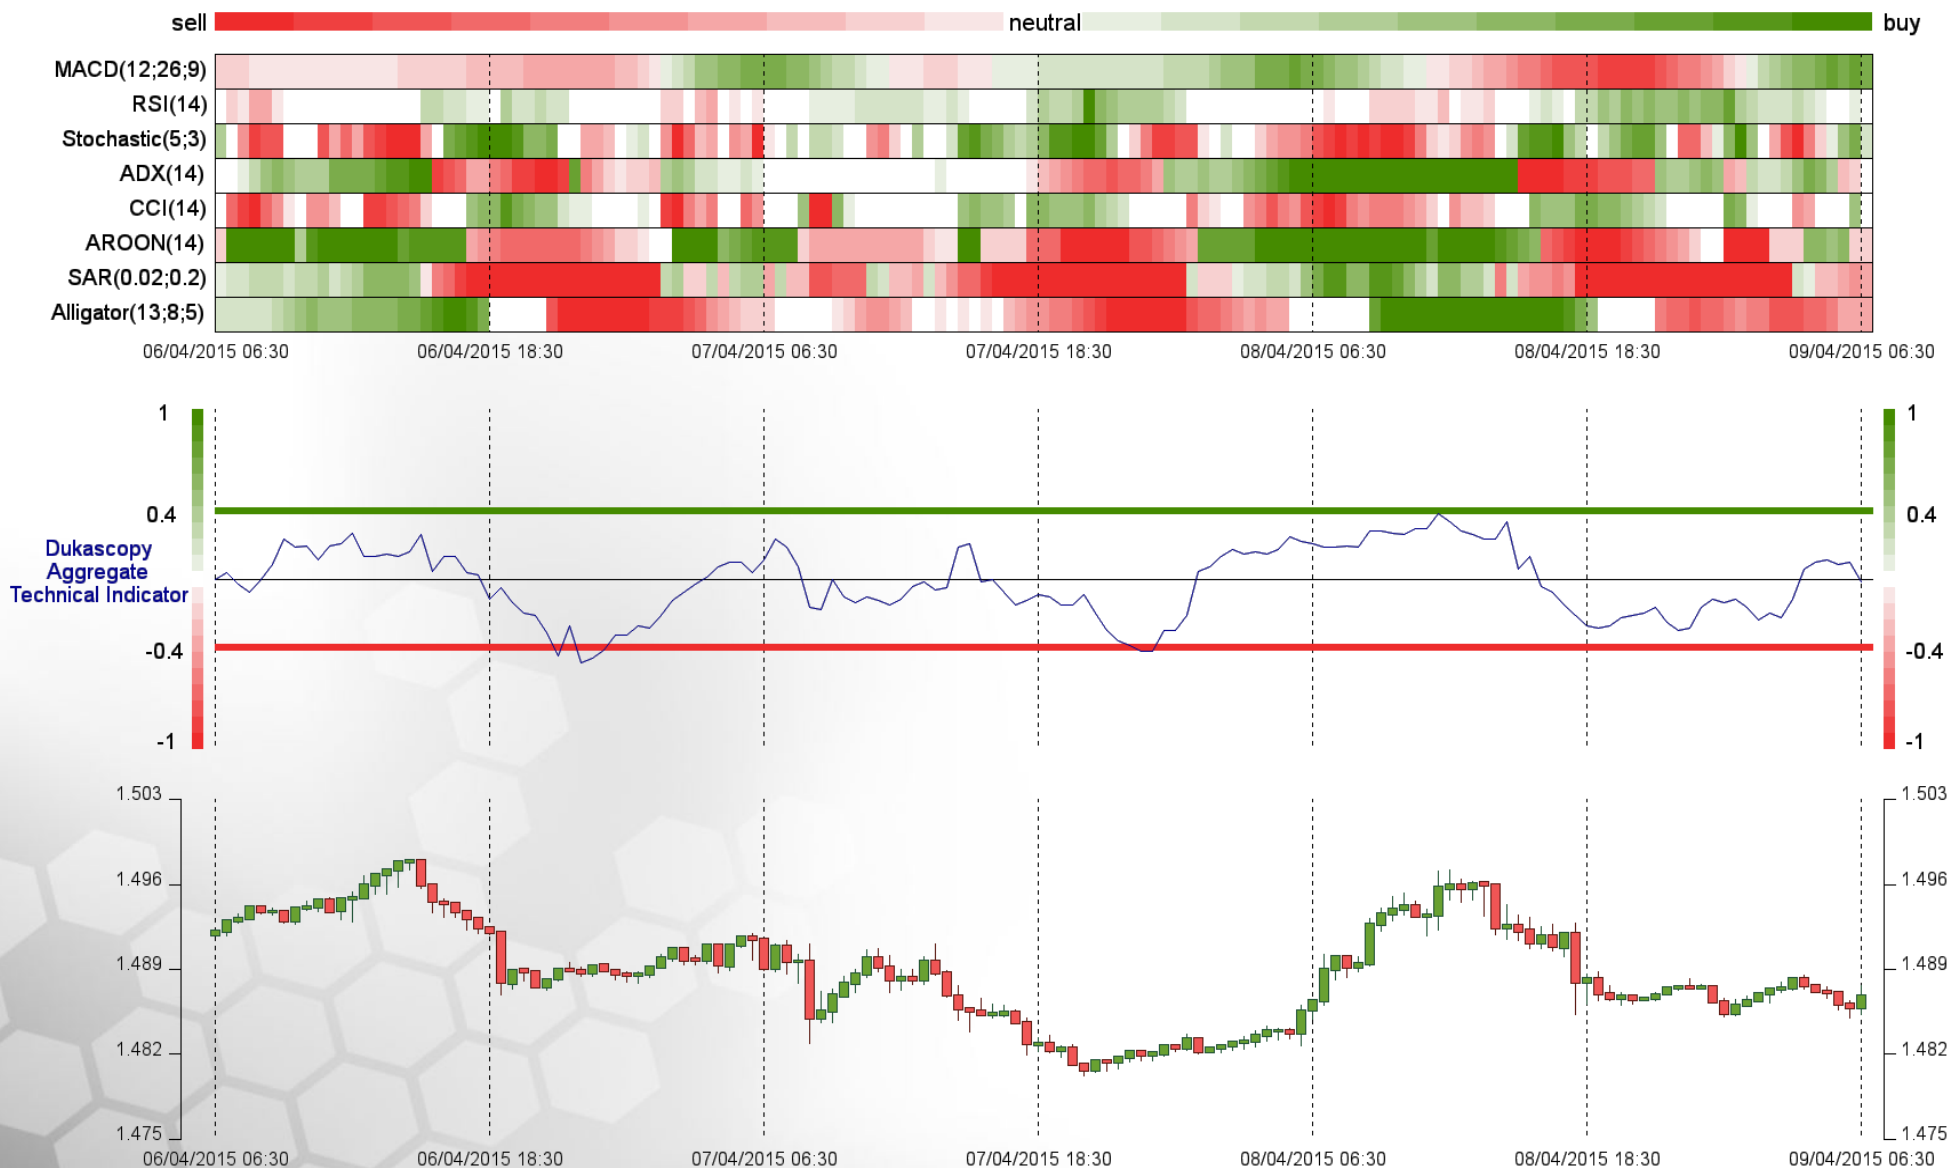 sell neutral buy
MACD(12;26;9)
RSI(14)
Stochastic(5;3)
ADX(14)
CCI(14)
AROON(14)
SAR(0.02;0.2)
Alligator(13;8;5)
06/04/2015 06:30 06/04/2015 18:30 07/04/2015 06:30 07/04/2015 18:30 08/04/2015 06:30 08/04/2015 18:30 09/04/2015 06:30
1 1
0.4 0.4
Dukascopy
Aggregate
Technical Indicator
-0.4 -0.4
-1 -1
1.503 1.503
1.496 1.496
1.489 1.489
1.482 1.482
1.475 1.475
06/04/2015 06:30 06/04/2015 18:30 07/04/2015 06:30 07/04/2015 18:30 08/04/2015 06:30 08/04/2015 18:30 09/04/2015 06:30